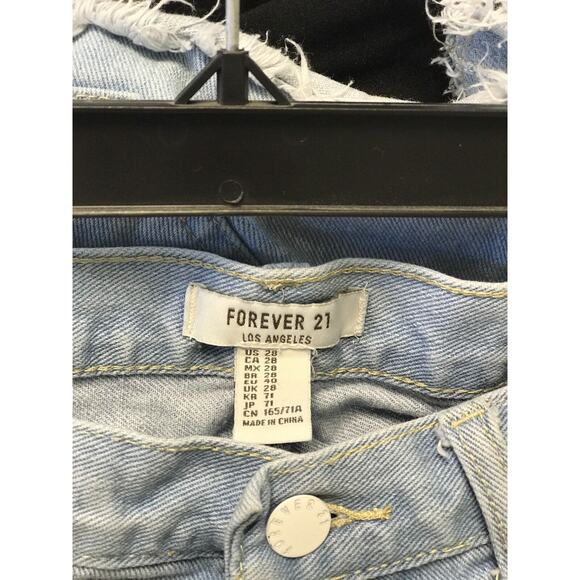 FOREVER 21
LOS ANGELES
US 28
CA 28
MX 28
BR 28
EU 40
UK 28
KR 71
JP 71
CN 165/71A
MADE IN CHINA
FOREVER 21